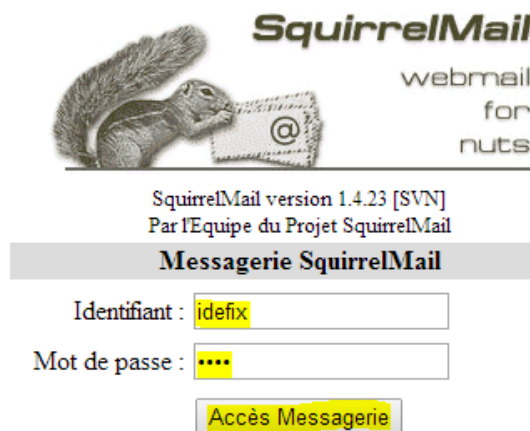 SquirrelMail
webmail
for
nuts
@
SquirrelMail version 1.4.23 [SVN]
Par l'Equipe du Projet SquirrelMail
Messagerie SquirrelMail
Identifiant : idefix
Mot de passe : ••••
Accès Messagerie